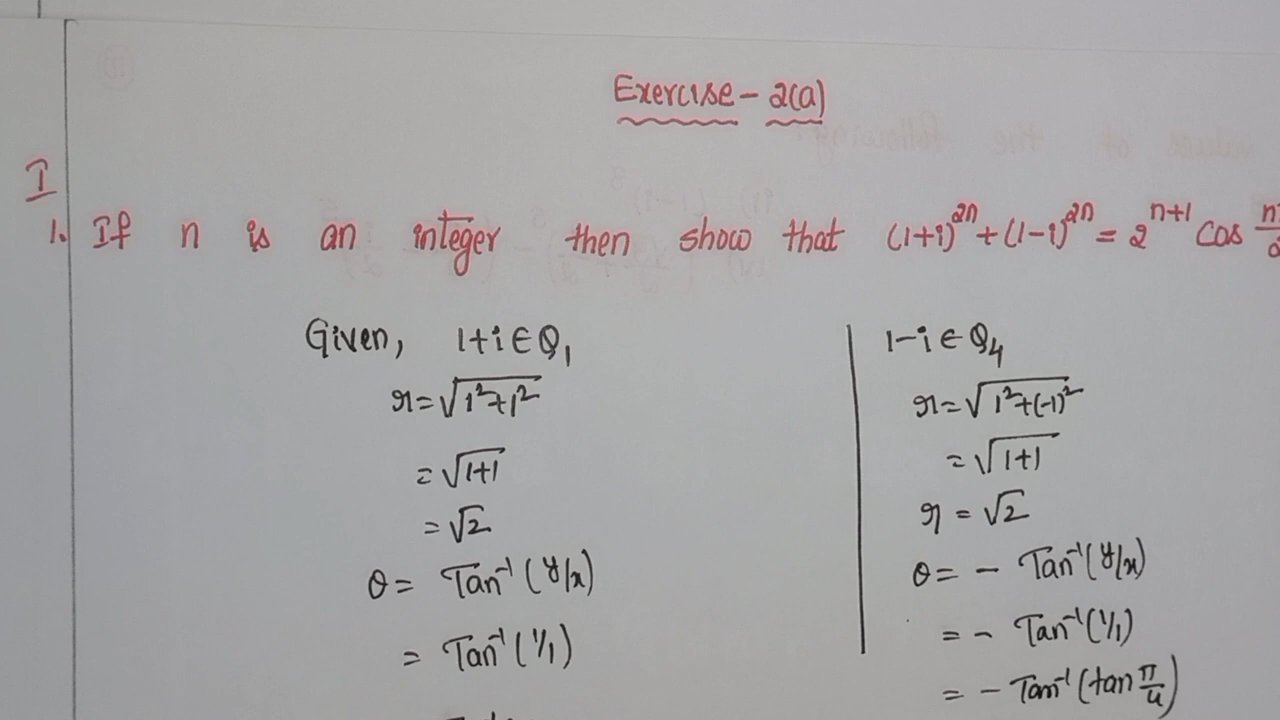 Exercise - 2(a)
I
1. If n is an integer then show that (1+i)^2n + (1-i)^2n = 2^n+1 Cos
Given, 1+i ∈ Q₁
r = √1²+1²
= √1+1
= √2
θ = Tan⁻¹ (y/x)
= Tan⁻¹ (1/1)
1-i ∈ Q₄
r = √1²+(-1)²
= √1+1
r = √2
θ = - Tan⁻¹(y/x)
= - Tan⁻¹(1/1)
= - Tan⁻¹ (tan π/4)